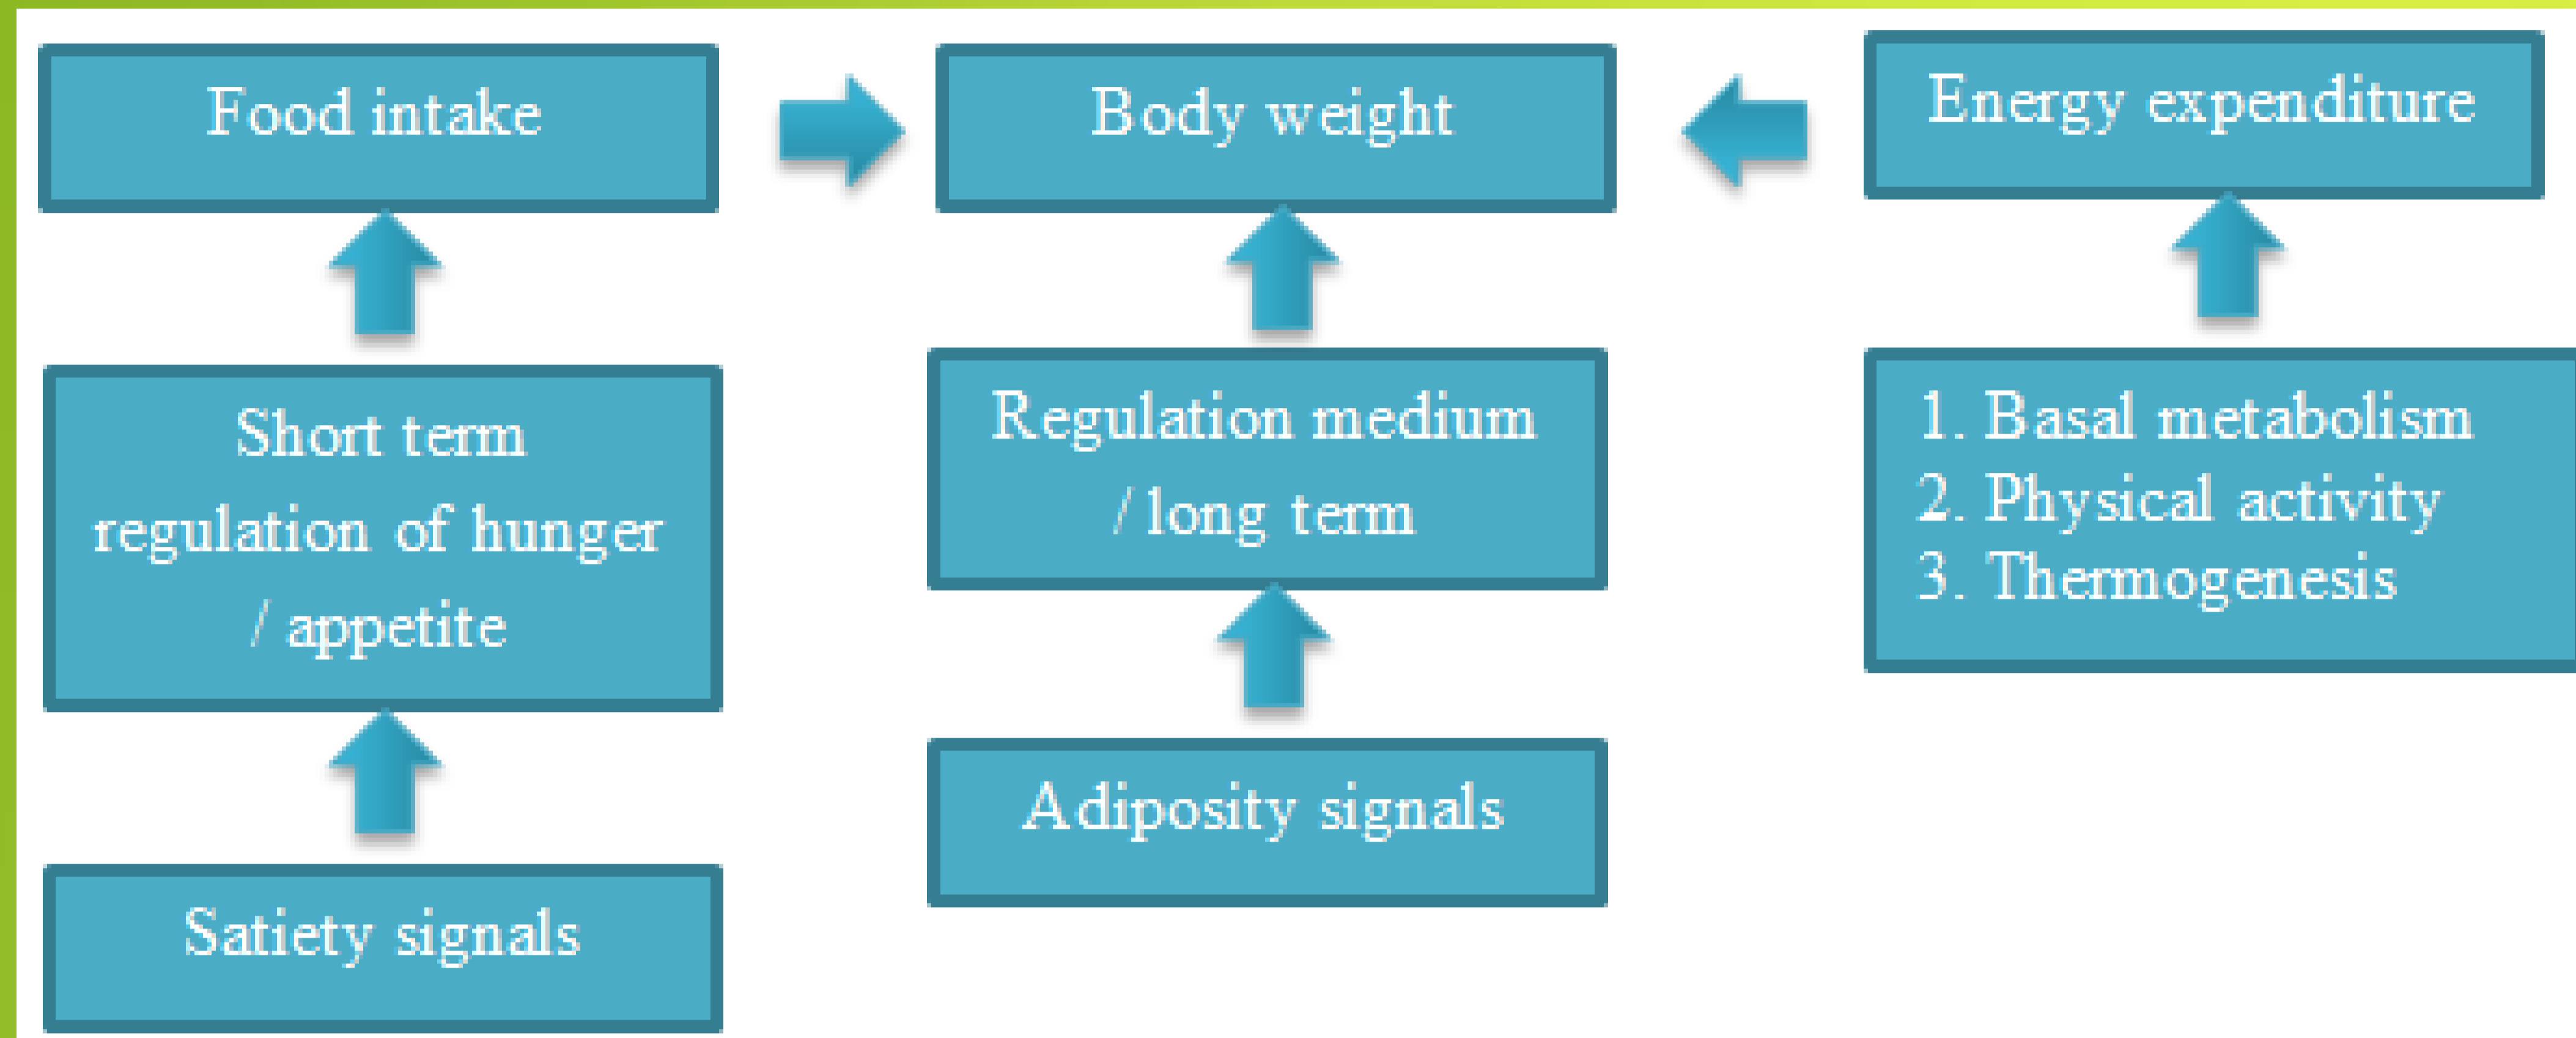 Food intake
Body weight
Energy expenditure
Short term
regulation of hunger
/ appetite
Regulation medium
/ long term
1. Basal metabolism
2. Physical activity
3. Thermogenesis
Satiety signals
Adiposity signals